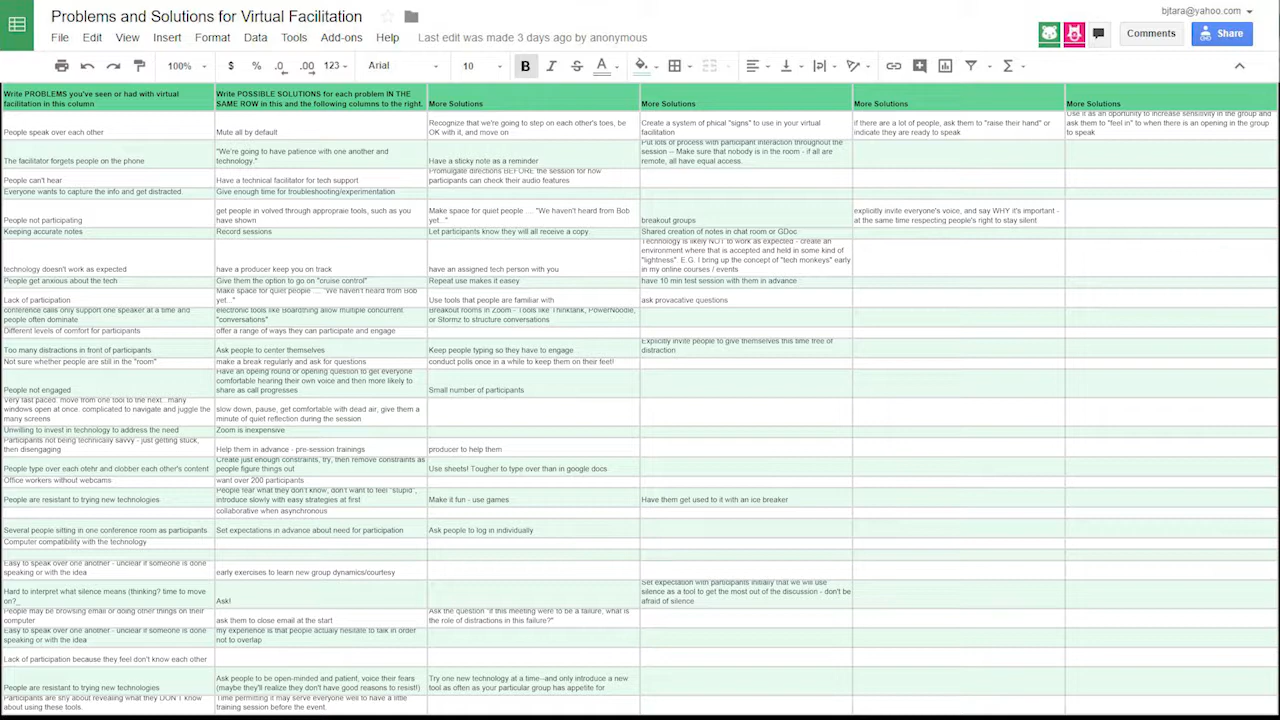 Problems and Solutions for Virtual Facilitation
bjtara@yahoo.com
File Edit View Insert Format Data Tools Add-ons Help Last edit was made 3 days ago by anonymous
Comments Share
100% $ % .0 .00 123 Arial 10 B I S A
Write PROBLEMS you've seen or had with virtual
facilitation in this column
Write POSSIBLE SOLUTIONS for each problem IN THE
SAME ROW in this and the following columns to the right.
More Solutions
More Solutions
More Solutions
More Solutions
People speak over each other
Mute all by default
Recognize that we're going to step on each other's toes, be
OK with it, and move on
Create a system of phical "signs" to use in your virtual
facilitation
if there are a lot of people, ask them to "raise their hand" or
indicate they are ready to speak
Use it as an opportunity to increase sensitivity in the group and
ask them to "feel in" to when there is an opening in the group
to speak
The facilitator forgets people on the phone
"We're going to have patience with one another and
technology."
Have a sticky note as a reminder
Put lots of process with participant interaction throughout the
session -- Make sure that nobody is in the room - if all are
remote, all have equal access.
People can't hear
Have a technical facilitator for tech support
Promulgate directions BEFORE the session for how
participants can check their audio features
Everyone wants to capture the info and get distracted.
Give enough time for troubleshooting/experimentation
People not participating
get people in volved through appropraie tools, such as you
have shown
Make space for quiet people .... "We haven't heard from Bob
yet..."
breakout groups
explicitly invite everyone's voice, and say WHY it's important -
at the same time respecting people's right to stay silent
Keeping accurate notes
Record sessions
Let participants know they will all receive a copy.
Shared creation of notes in chat room or GDoc
technology doesn't work as expected
have a producer keep you on track
have an assigned tech person with you
Technology is likely NOT to work as expected - create an
environment where that is accepted and held in some kind of
"lightness". E.G. I bring up the concept of "tech monkeys" early
in my online courses / events
People get anxious about the tech
Give them the option to go on "cruise control"
Repeat use makes it easey
have 10 min test session with them in advance
Lack of participation
Make space for quiet people .... "We haven't heard from Bob
yet..."
Use tools that people are familiar with
ask provacative questions
conference calls only support one speaker at a time and
people often dominate
electronic tools like Boardthing allow multiple concurrent
"conversations"
Breakout rooms in Zoom - Tools like Thinktank, PowerNoodle,
or Stormz to structure conversations
Different levels of comfort for participants
offer a range of ways they can participate and engage
Too many distractions in front of participants
Ask people to center themselves
Keep people typing so they have to engage
Explicitly invite people to give themselves this time free of
distraction
Not sure whether people are still in the "room"
make a break regularly and ask for questions
conduct polls once in a while to keep them on their feet!
People not engaged
Have an opeing round or opening question to get everyone
comfortable hearing their own voice and then more likely to
share as call progresses
Small number of participants
Very fast paced. move from one tool to the next.. many
windows open at once. complicated to navigate and juggle the
many screens
slow down, pause, get comfortable with dead air, give them a
minute of quiet reflection during the session
Unwilling to invest in technology to address the need
Zoom is inexpensive
Participants not being technically savvy - just getting stuck,
then disengaging
Help them in advance - pre-session trainings
producer to help them
People type over each otehr and clobber each other's content
Create just enough constraints, try, then remove constraints as
people figure things out
Use sheets! Tougher to type over than in google docs.
Office workers without webcams
want over 200 participants
People are resistant to trying new technologies
People fear what they don't know, don't want to feel "stupid",
introduce slowly with easy strategies at first
Make it fun - use games
Have them get used to it with an ice breaker
collaborative when asynchronous
Several people sitting in one conference room as participants
Set expectations in advance about need for participation
Ask people to log in individually
Computer compatibility with the technology
Easy to speak over one another - unclear if someone is done
speaking or with the idea
early exercises to learn new group dynamics/courtesy
Hard to interpret what silence means (thinking? time to move
on?_
Ask!
Set expectation with participants initially that we will use
silence as a tool to get the most out of the discussion - don't be
afraid of silence
People may be browsing email or doing other things on their
computer
ask them to close email at the start
Ask the question "if this meeting were to be a failure, what is
the role of distractions in this failure?"
Easy to speak over one another - unclear if someone is done
speaking or with the idea
my experience is that people actualy hesitate to talk in order
not to overlap
Lack of participation because they feel don't know each other
People are resistant to trying new technologies
Ask people to be open-minded and patient, voice their fears
(maybe they'll realize they don't have good reasons to resist!)
Try one new technology at a time--and only introduce a new
tool as often as your particular group has appetite for
Participants are shy about revealing what they DON'T know
about using these tools.
Time permitting it may serve everyone well to have a little
training session before the event